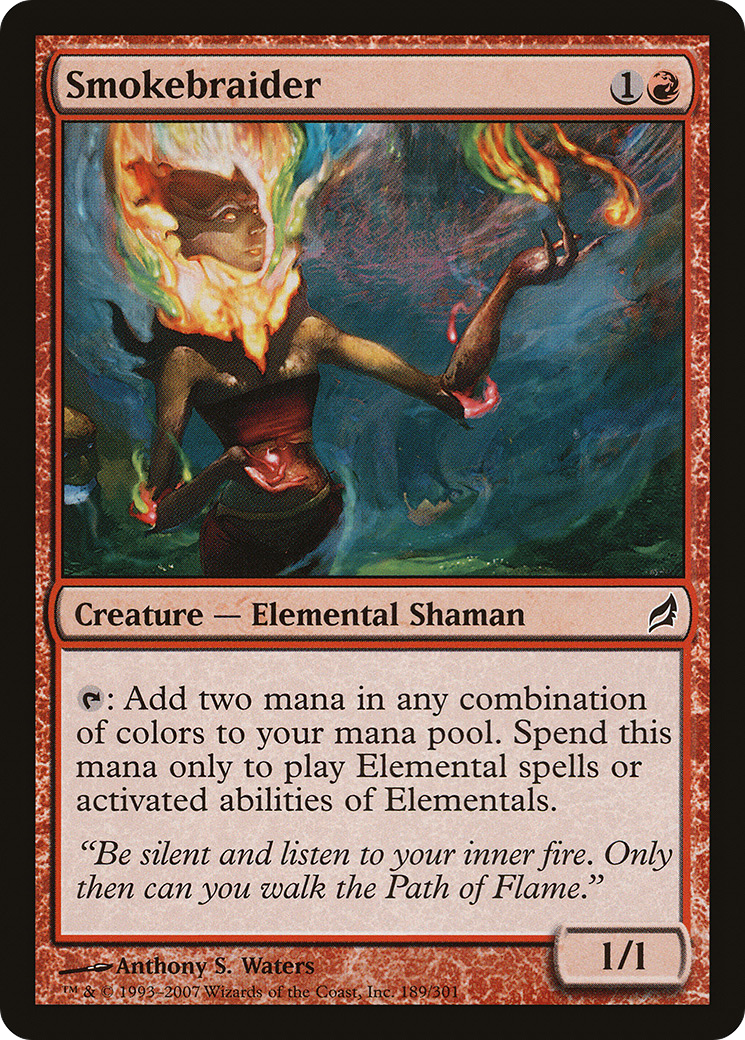 Smokebraider 1
Creature — Elemental Shaman
: Add two mana in any combination
of colors to your mana pool. Spend this
mana only to play Elemental spells or
activated abilities of Elementals.
“Be silent and listen to your inner fire. Only
then can you walk the Path of Flame.”
1/1
Anthony S. Waters
™ & © 1993–2007 Wizards of the Coast, Inc. 189/301